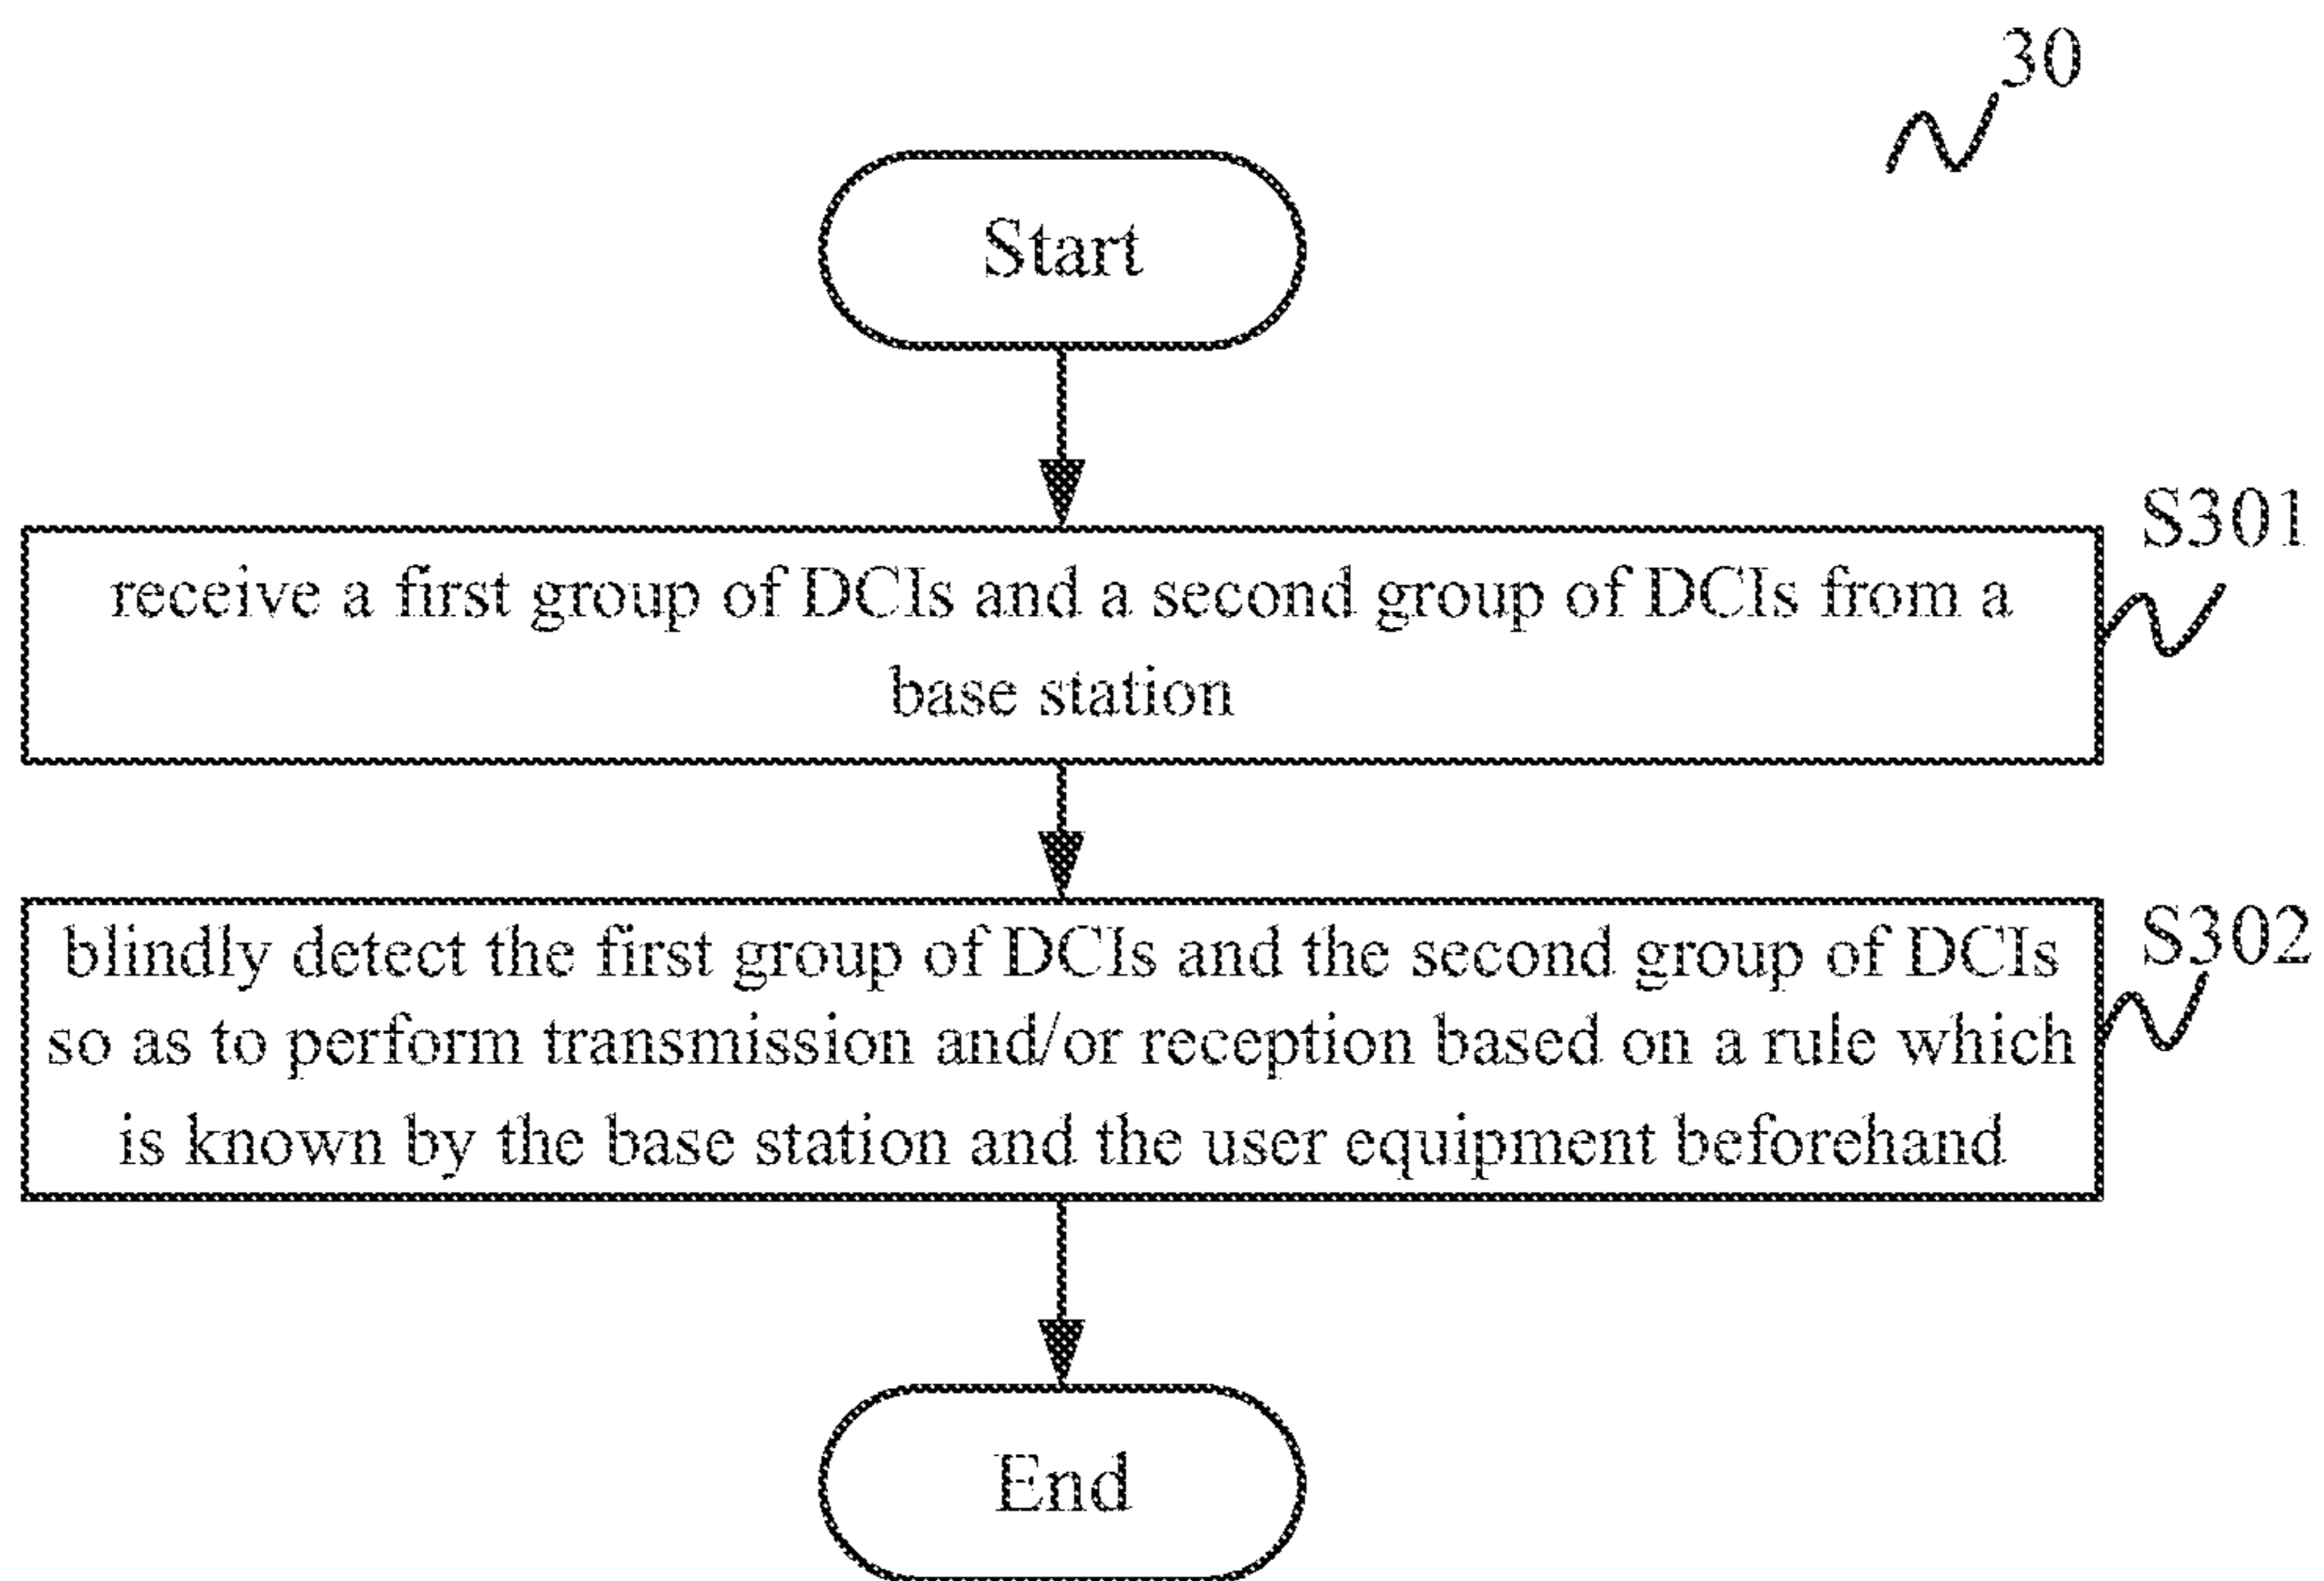 30
Start
S301
receive a first group of DCIs and a second group of DCIs from a
base station
S302
blindly detect the first group of DCIs and the second group of DCIs
so as to perform transmission and/or reception based on a rule which
is known by the base station and the user equipment beforehand
End